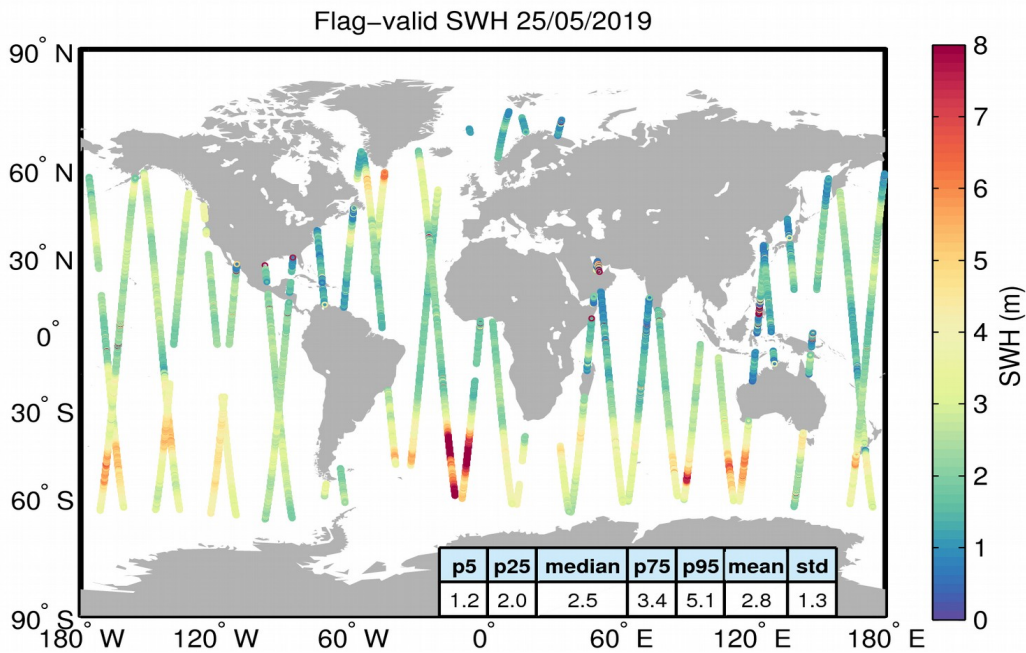 Flag–valid SWH 25/05/2019
90° N
60° N
30° N
0°
30° S
60° S
90° S
180° W
120° W
60° W
0°
60° E
120° E
180° E
p5 p25 median p75 p95 mean std
1.2 2.0 2.5 3.4 5.1 2.8 1.3
8
7
6
5
4
3
2
1
0
SWH (m)